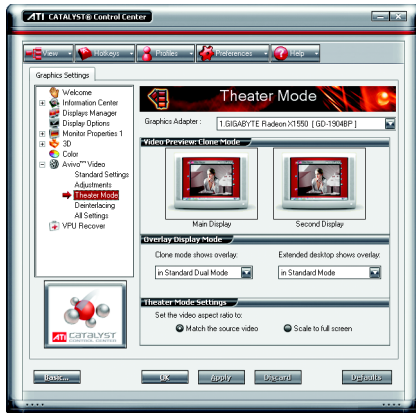 ATI CATALYST® Control Center
View Hotkeys Profiles Preferences Help
Graphics Settings
Welcome
Information Center
Displays Manager
Display Options
Monitor Properties 1
3D
Color
Avivo™ Video
Standard Settings
Adjustments
Theater Mode
Deinterlacing
All Settings
VPU Recover
ATI CATALYST
CONTROL CENTER
Theater Mode
Graphics Adapter :
1.GIGABYTE Radeon X1550 [ GD-1904BP ]
Video Preview: Clone Mode
Main Display
Second Display
Overlay Display Mode
Clone mode shows overlay:
Extended desktop shows overlay:
in Standard Dual Mode
in Standard Mode
Theater Mode Settings
Set the video aspect ratio to:
Match the source video
Scale to full screen
Basic...
OK
Apply
Discard
Defaults